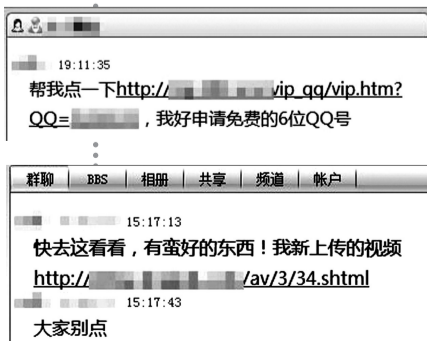 19:11:35
帮我点一下http://vip_qq/vip.htm?
QQ=，我好申请免费的6位QQ号
群聊 BBS 相册 共享 频道 帐户
15:17:13
快去这看看，有蛮好的东西！我新上传的视频
http:///av/3/34.shtml
15:17:43
大家别点